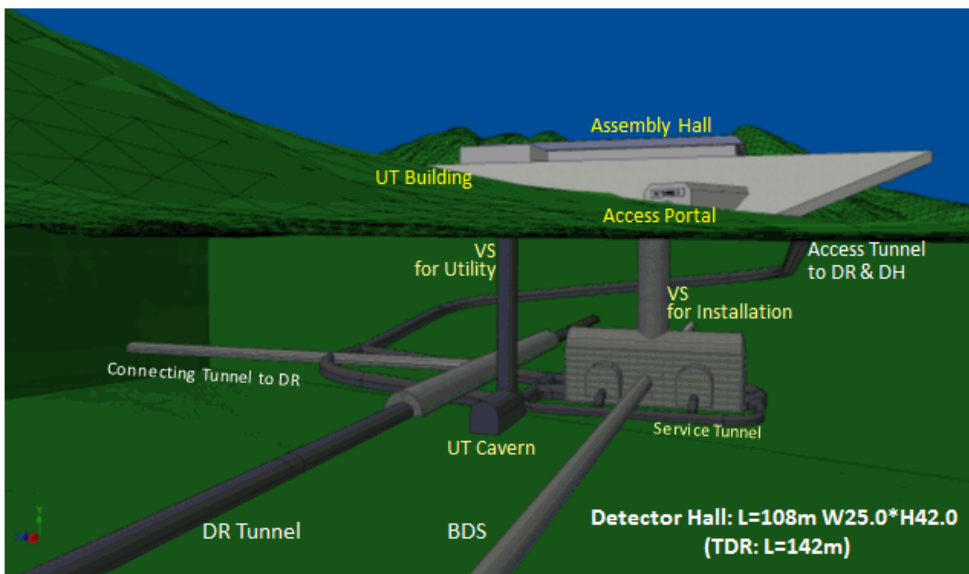 Assembly Hall
UT Building
Access Portal
VS
for Utility
Access Tunnel
to DR & DH
VS
for Installation
Connecting Tunnel to DR
Service Tunnel
UT Cavern
DR Tunnel
BDS
Detector Hall: L=108m W25.0*H42.0
(TDR: L=142m)